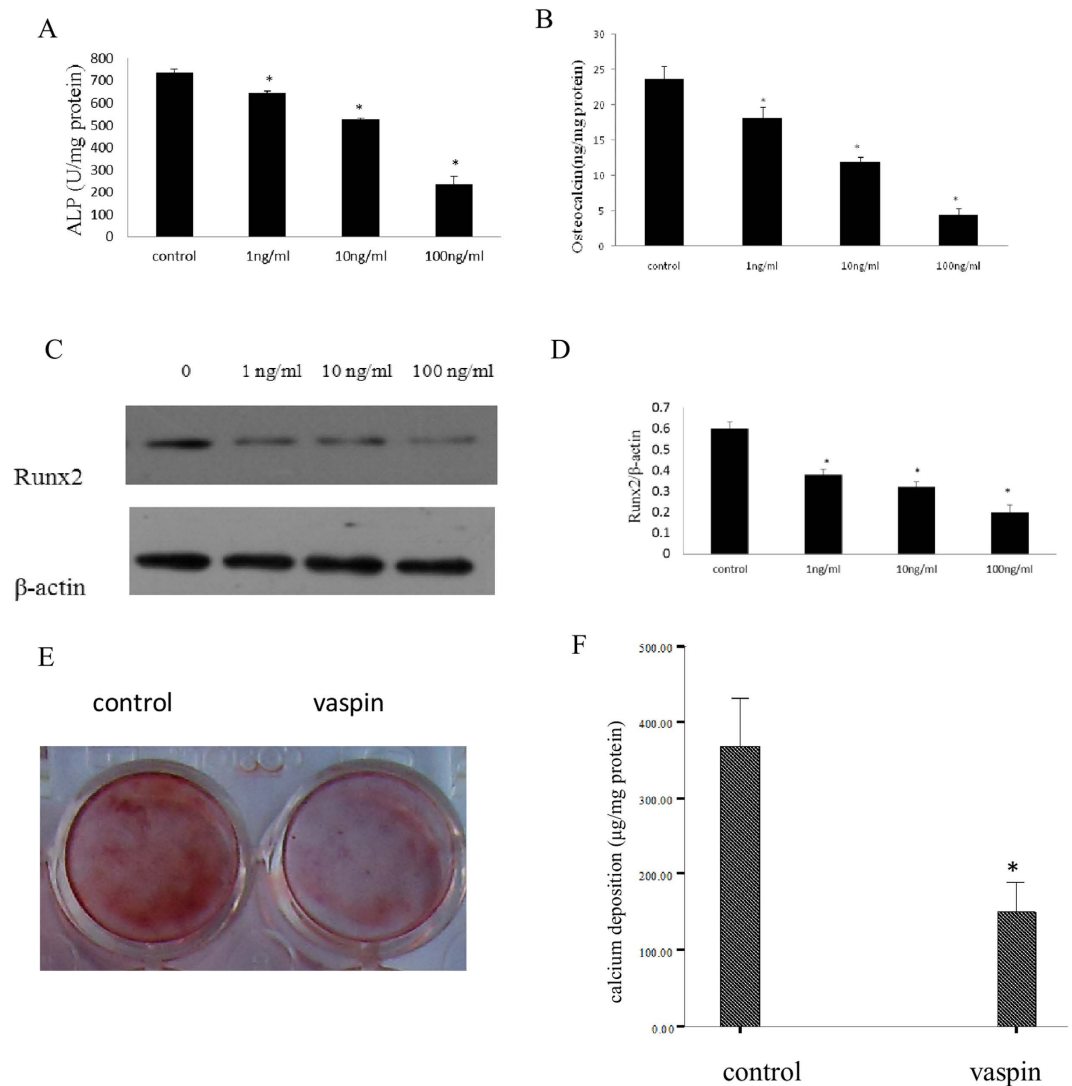 A
ALP (U/mg protein)
800
700
600
500
400
300
200
100
0
*
*
*
control 1ng/ml 10ng/ml 100ng/ml
B
Osteocalcin(ng/mg protein)
30
25
20
15
10
5
0
*
*
*
control 1ng/ml 10ng/ml 100ng/ml
C
0 1 ng/ml 10 ng/ml 100 ng/ml
Runx2
β-actin
D
Runx2/β-actin
0.7
0.6
0.5
0.4
0.3
0.2
0.1
0
*
*
*
control 1ng/ml 10ng/ml 100ng/ml
E
control vaspin
F
calcium deposition (μg/mg protein)
500.00
400.00
300.00
200.00
100.00
0.00
*
control vaspin